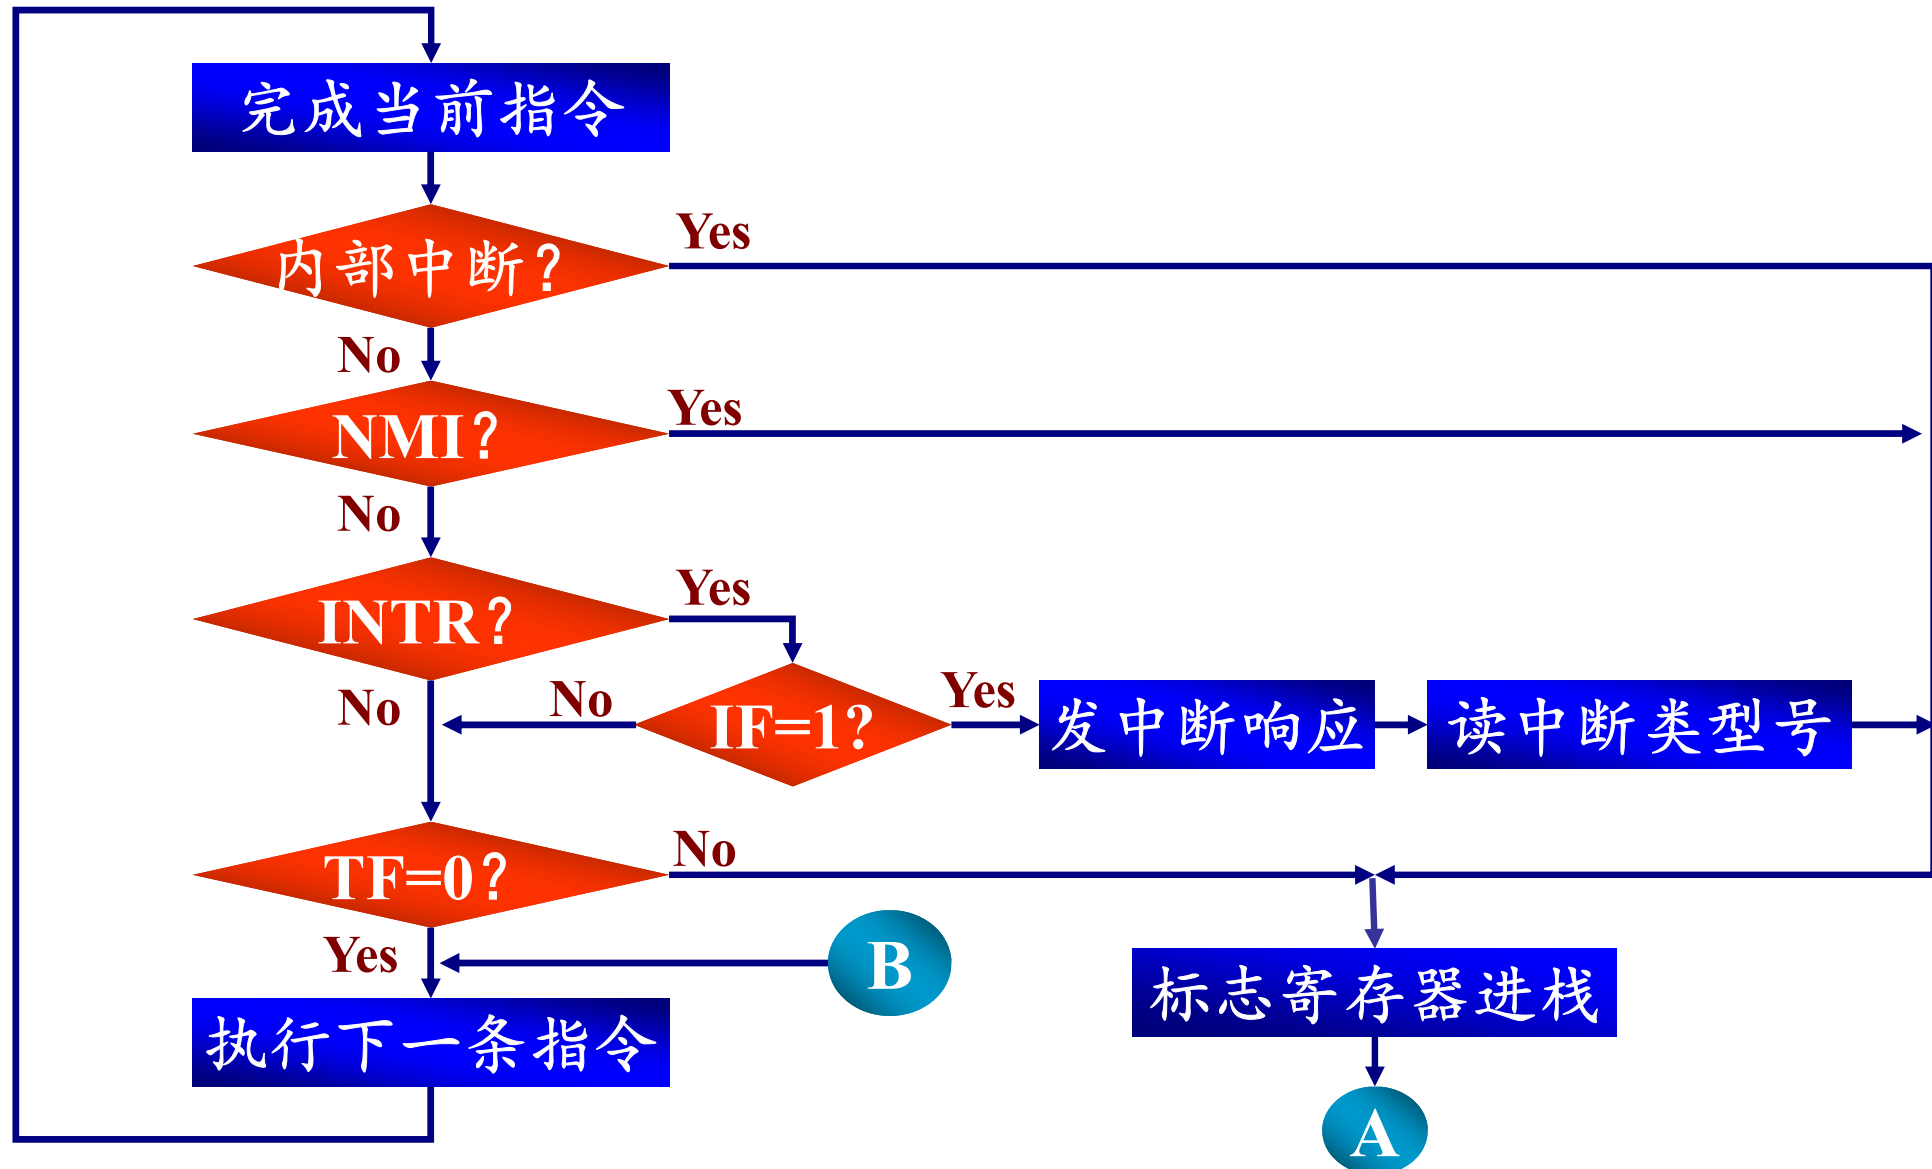 完成当前指令
内部中断?
Yes
No
NMI?
Yes
No
INTR?
Yes
No
No
IF=1?
Yes
发中断响应
读中断类型号
TF=0?
No
Yes
B
标志寄存器进栈
执行下一条指令
A